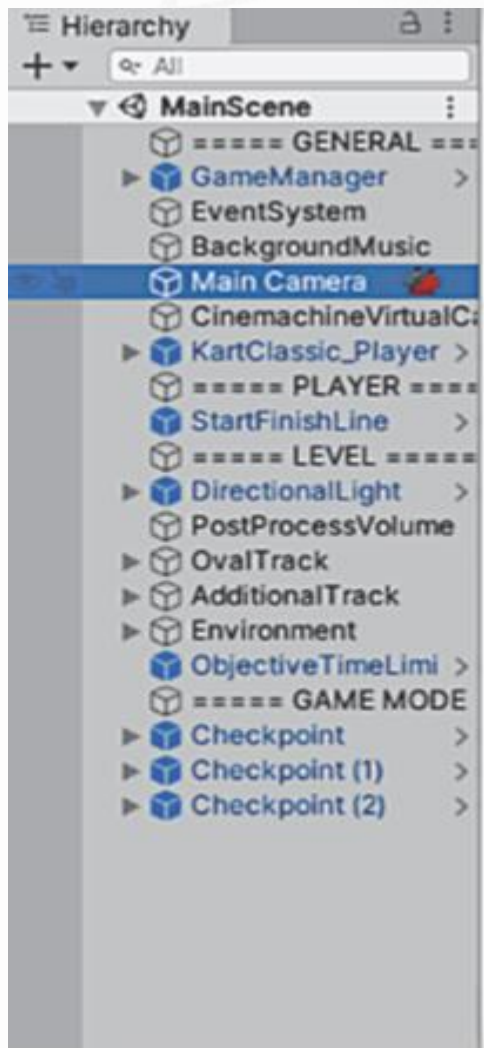 Hierarchy
All
MainScene
===== GENERAL ===
GameManager
EventSystem
BackgroundMusic
Main Camera
CinemachineVirtualCa
KartClassic_Player
===== PLAYER ====
StartFinishLine
===== LEVEL =====
DirectionalLight
PostProcessVolume
OvalTrack
AdditionalTrack
Environment
ObjectiveTimeLimi
===== GAME MODE
Checkpoint
Checkpoint (1)
Checkpoint (2)